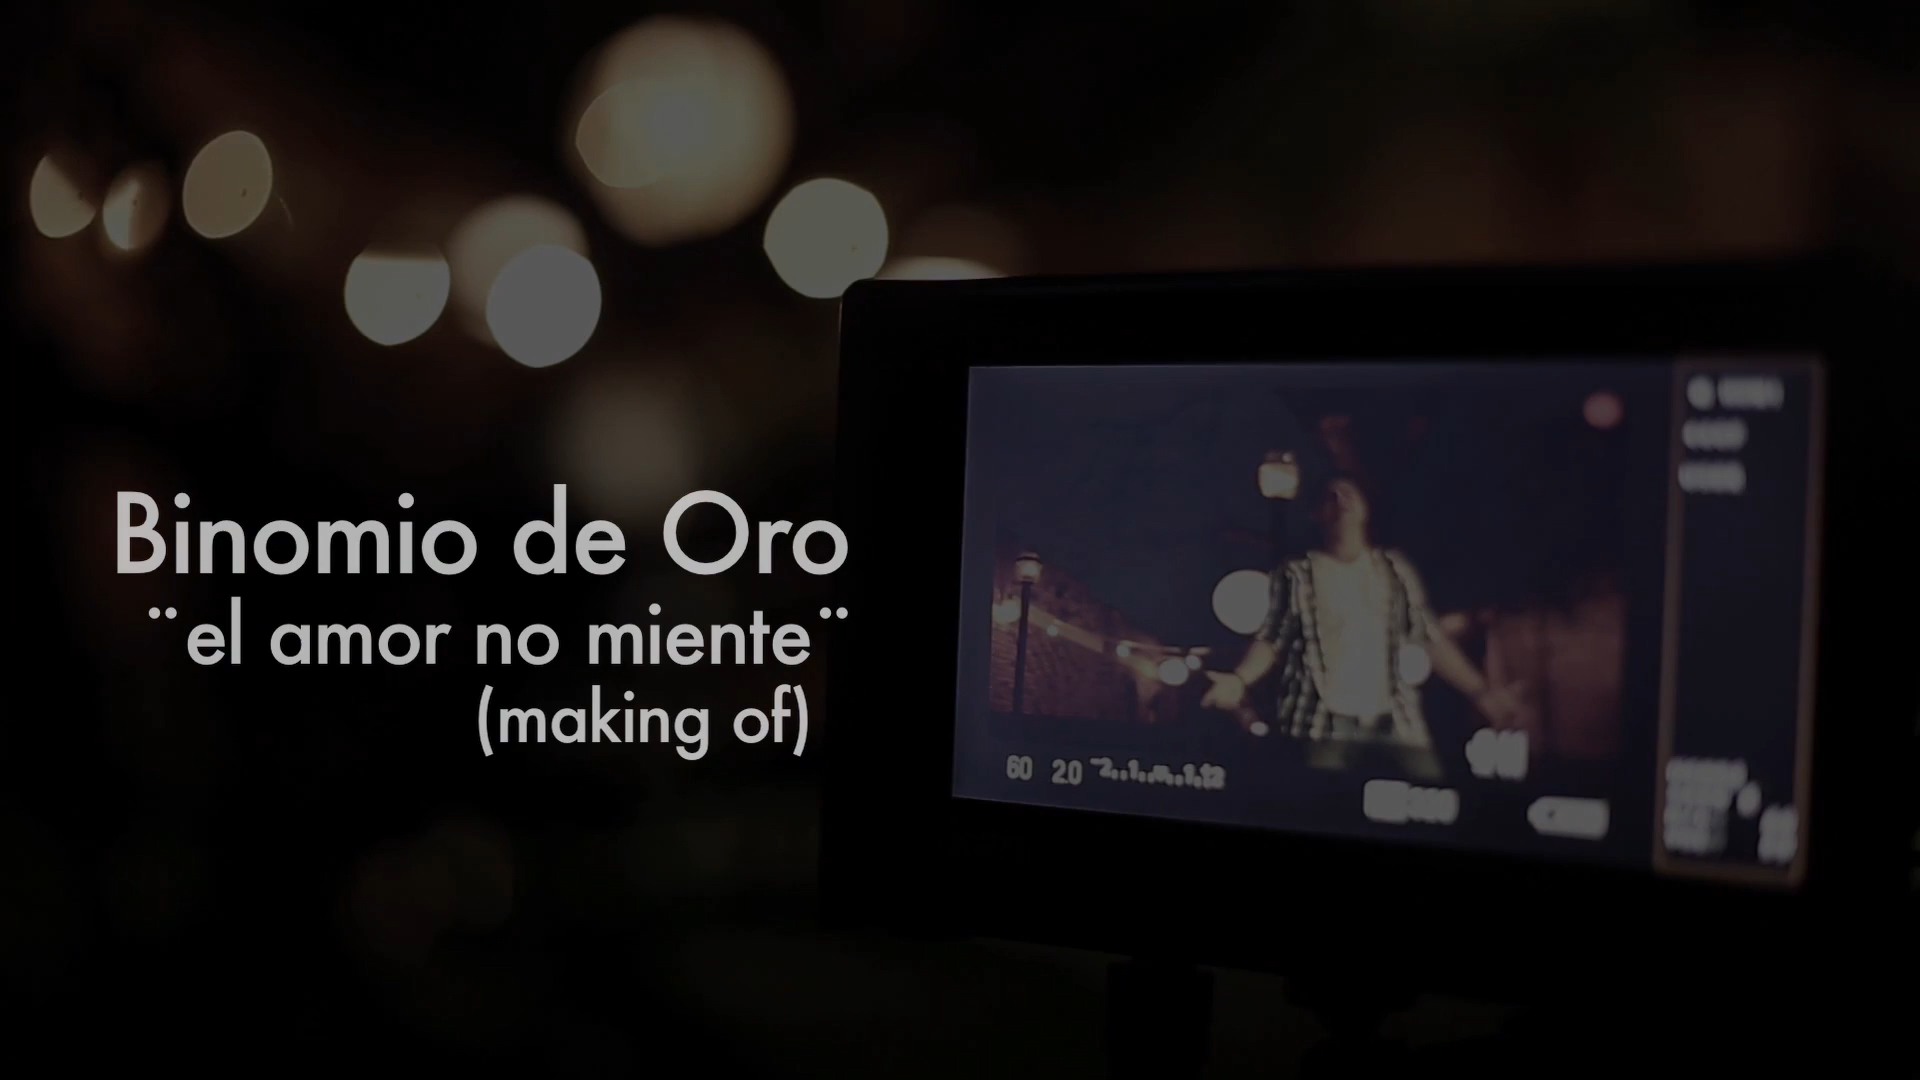 Binomio de Oro
¨el amor no miente¨
(making of)
60 20